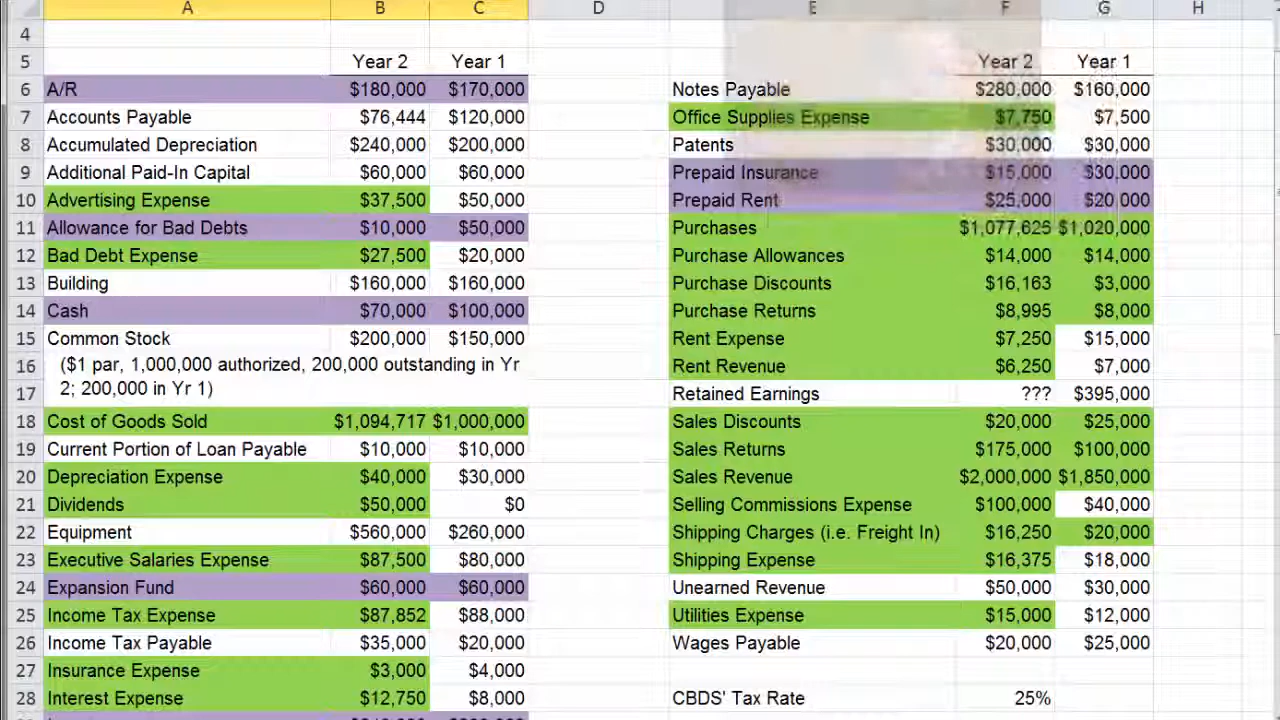 A B C D E F G H
4
5 Year 2 Year 1 Year 2 Year 1
6 A/R $180,000 $170,000 Notes Payable $280,000 $160,000
7 Accounts Payable $76,444 $120,000 Office Supplies Expense $7,750 $7,500
8 Accumulated Depreciation $240,000 $200,000 Patents $30,000 $30,000
9 Additional Paid-In Capital $60,000 $60,000 Prepaid Insurance $15,000 $30,000
10 Advertising Expense $37,500 $50,000 Prepaid Rent $25,000 $20,000
11 Allowance for Bad Debts $10,000 $50,000 Purchases $1,077,625 $1,020,000
12 Bad Debt Expense $27,500 $20,000 Purchase Allowances $14,000 $14,000
13 Building $160,000 $160,000 Purchase Discounts $16,163 $3,000
14 Cash $70,000 $100,000 Purchase Returns $8,995 $8,000
15 Common Stock $200,000 $150,000 Rent Expense $7,250 $15,000
16 ($1 par, 1,000,000 authorized, 200,000 outstanding in Yr Rent Revenue $6,250 $7,000
17 2; 200,000 in Yr 1) Retained Earnings ??? $395,000
18 Cost of Goods Sold $1,094,717 $1,000,000 Sales Discounts $20,000 $25,000
19 Current Portion of Loan Payable $10,000 $10,000 Sales Returns $175,000 $100,000
20 Depreciation Expense $40,000 $30,000 Sales Revenue $2,000,000 $1,850,000
21 Dividends $50,000 $0 Selling Commissions Expense $100,000 $40,000
22 Equipment $560,000 $260,000 Shipping Charges (i.e. Freight In) $16,250 $20,000
23 Executive Salaries Expense $87,500 $80,000 Shipping Expense $16,375 $18,000
24 Expansion Fund $60,000 $60,000 Unearned Revenue $50,000 $30,000
25 Income Tax Expense $87,852 $88,000 Utilities Expense $15,000 $12,000
26 Income Tax Payable $35,000 $20,000 Wages Payable $20,000 $25,000
27 Insurance Expense $3,000 $4,000
28 Interest Expense $12,750 $8,000 CBDS' Tax Rate 25%